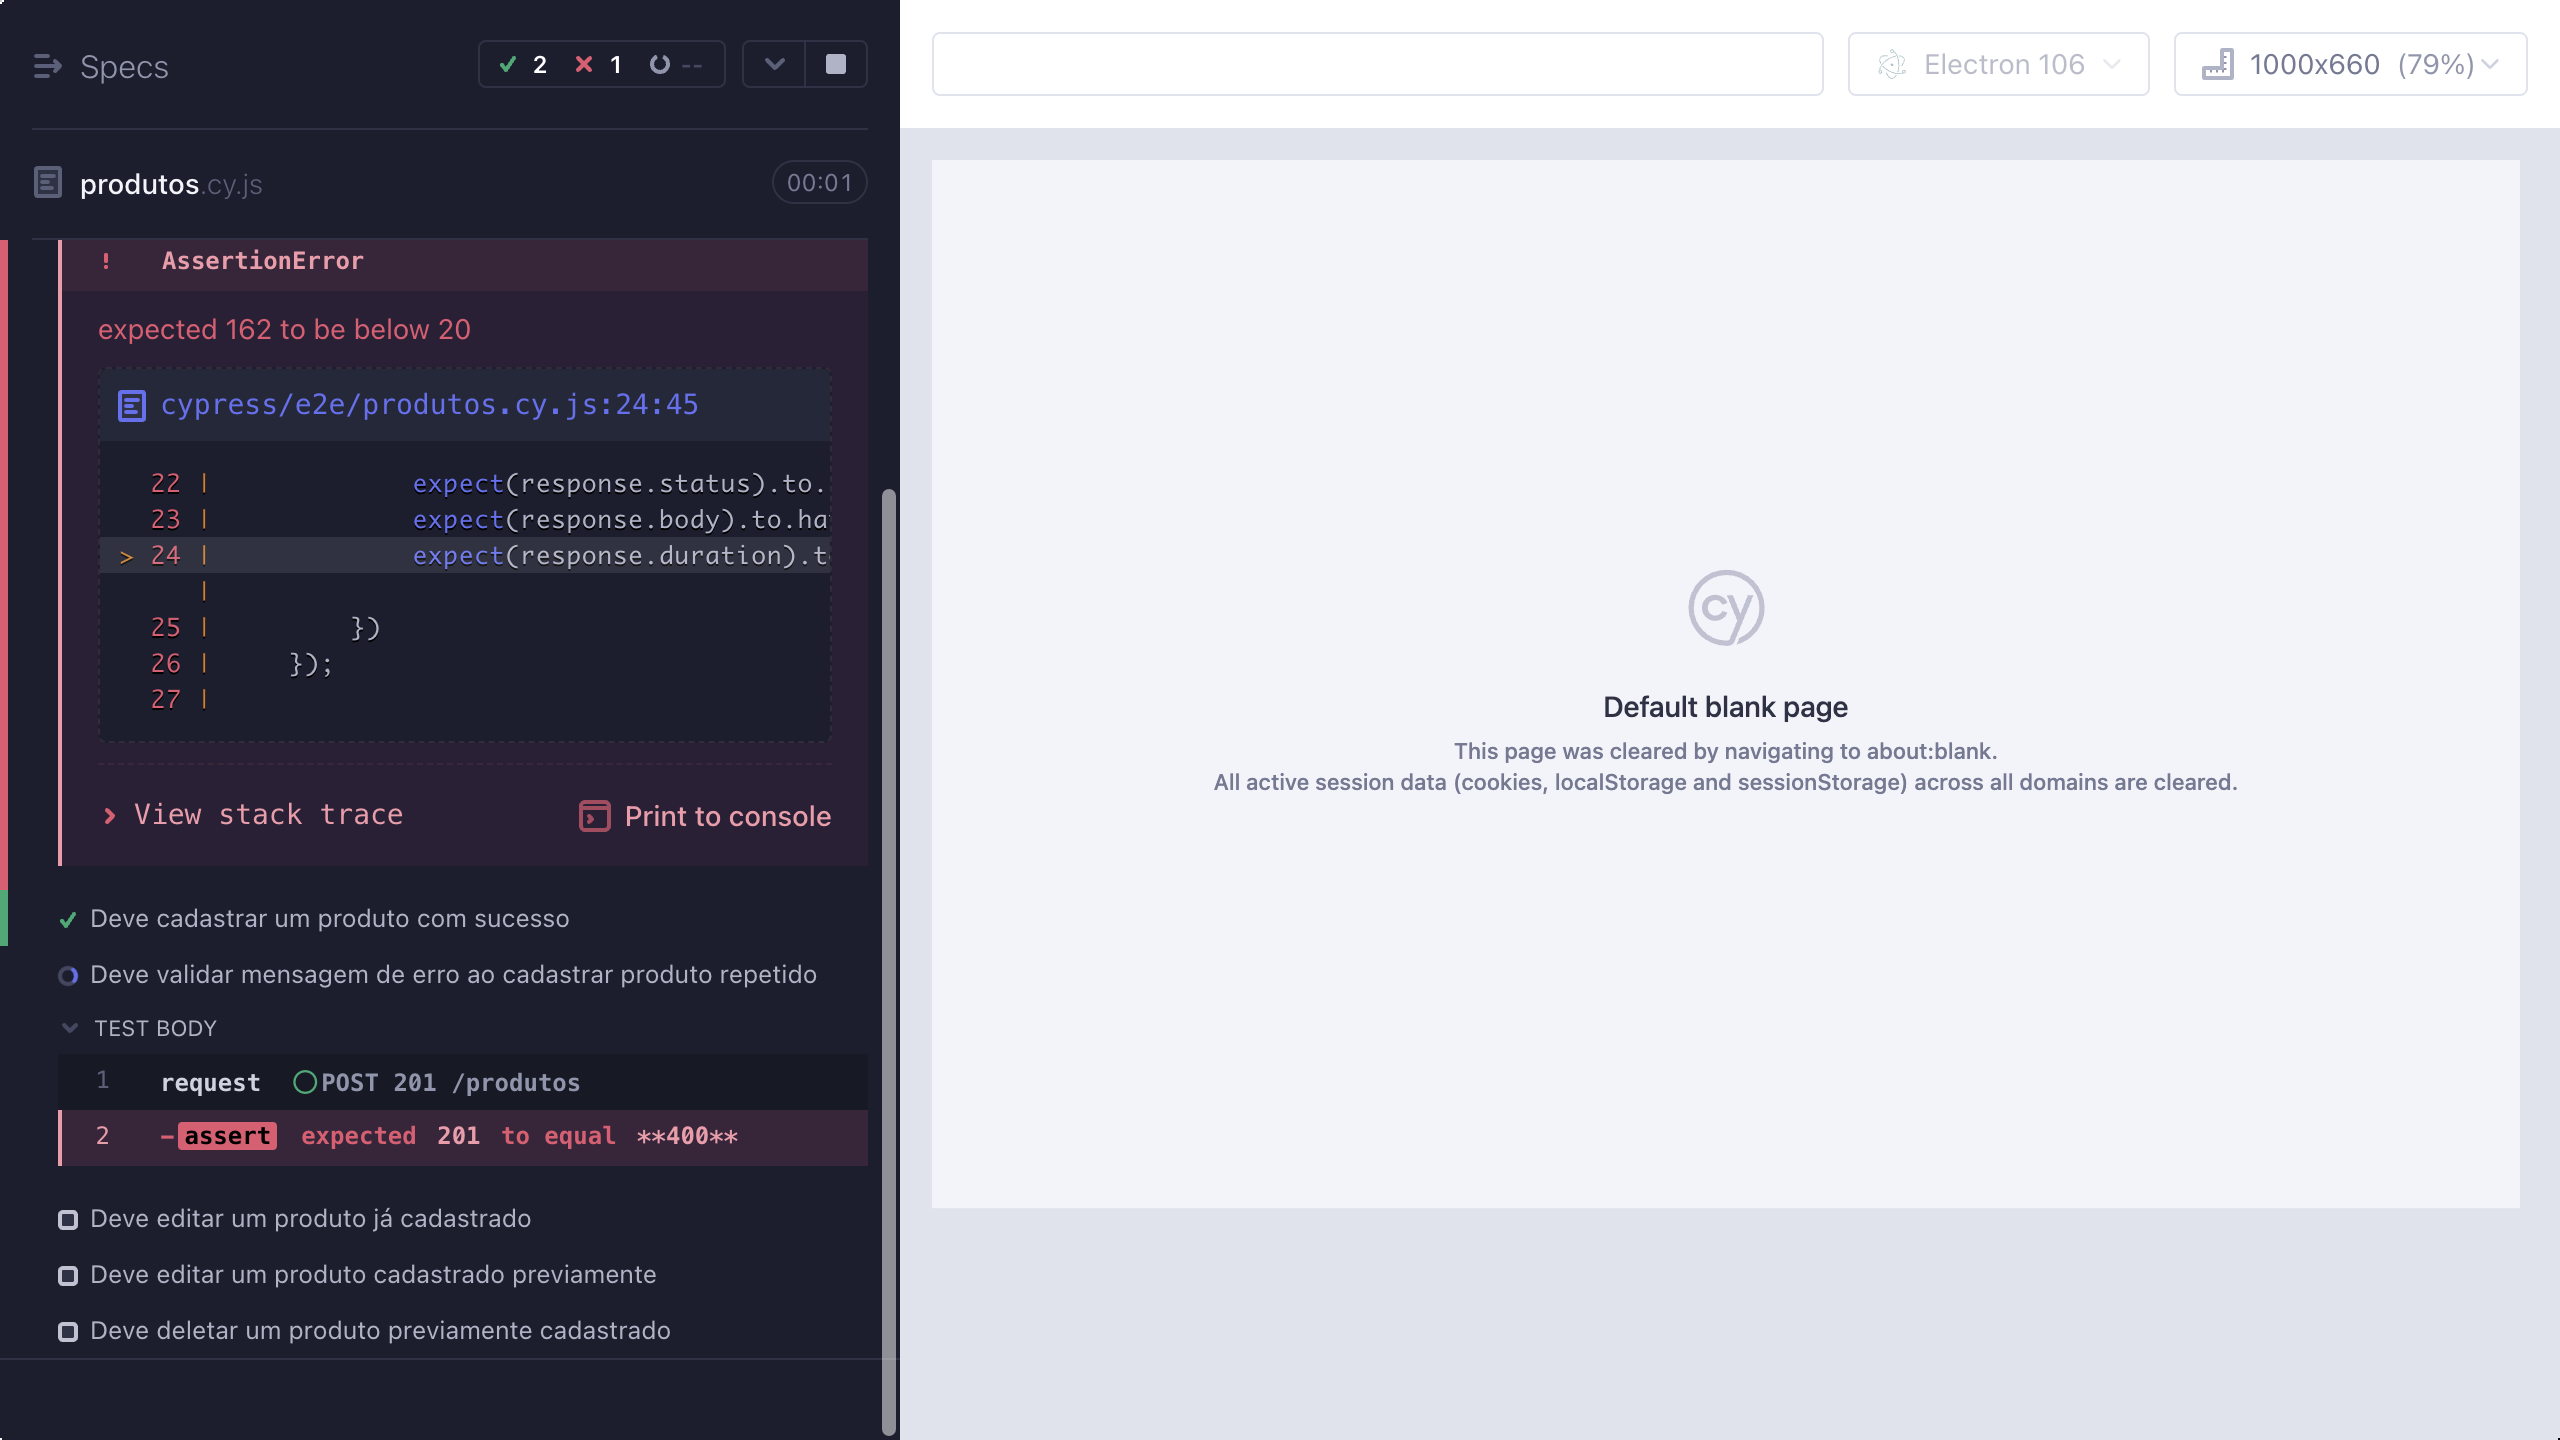 Specs
2 1 --
produtos.cy.js
00:01
! AssertionError
expected 162 to be below 20
cypress/e2e/produtos.cy.js:24:45
22 | expect(response.status).to.
23 | expect(response.body).to.ha
> 24 | expect(response.duration).t
|
25 | })
26 | });
27 |
View stack trace
Print to console
Deve cadastrar um produto com sucesso
Deve validar mensagem de erro ao cadastrar produto repetido
TEST BODY
1 request POST 201 /produtos
2 -assert expected 201 to equal **400**
Deve editar um produto já cadastrado
Deve editar um produto cadastrado previamente
Deve deletar um produto previamente cadastrado
Electron 106
1000x660 (79%)
cy
Default blank page
This page was cleared by navigating to about:blank.
All active session data (cookies, localStorage and sessionStorage) across all domains are cleared.